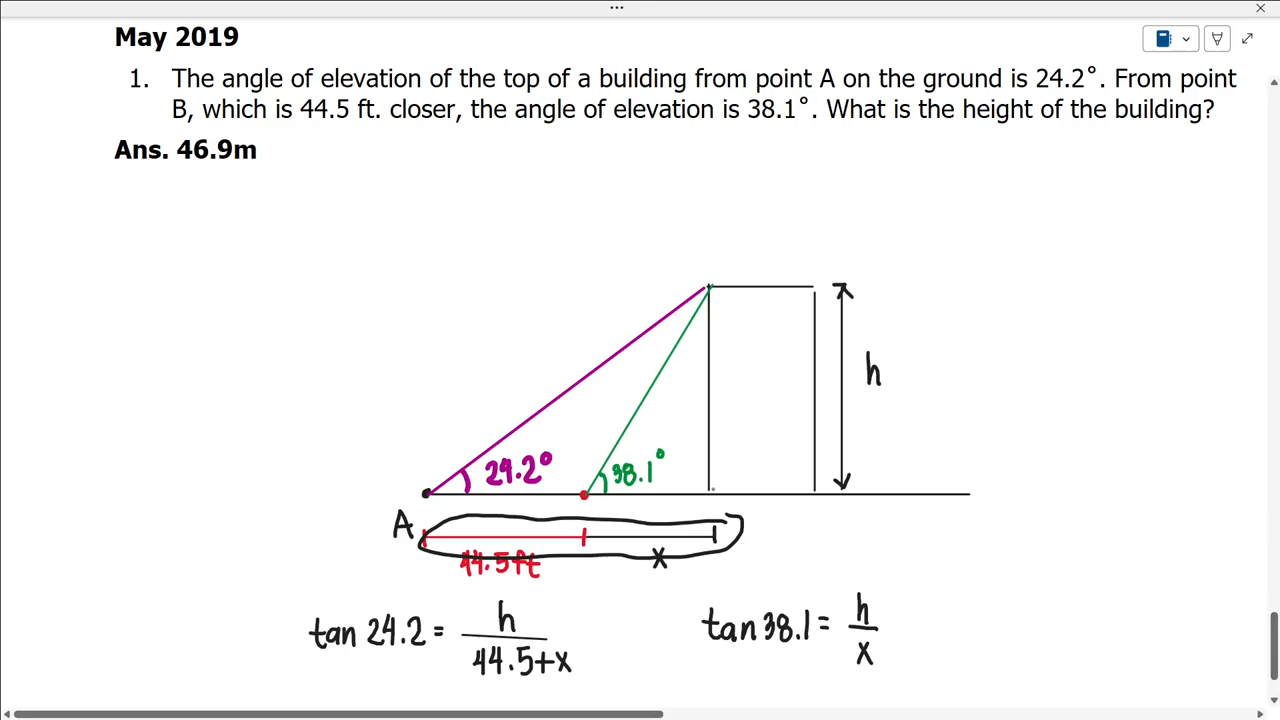 May 2019
1. The angle of elevation of the top of a building from point A on the ground is 24.2˚. From point
B, which is 44.5 ft. closer, the angle of elevation is 38.1˚. What is the height of the building?
Ans. 46.9m
h
24.2°
38.1°
A
44.5ft
x
tan 24.2 = h / 44.5+x
tan 38.1 = h / x